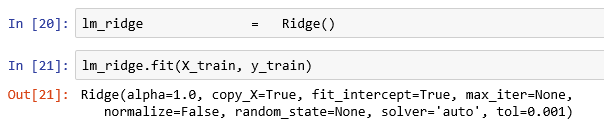 In [20]: lm_ridge = Ridge()
In [21]: lm_ridge.fit(X_train, y_train)
Out[21]: Ridge(alpha=1.0, copy_X=True, fit_intercept=True, max_iter=None,
normalize=False, random_state=None, solver='auto', tol=0.001)